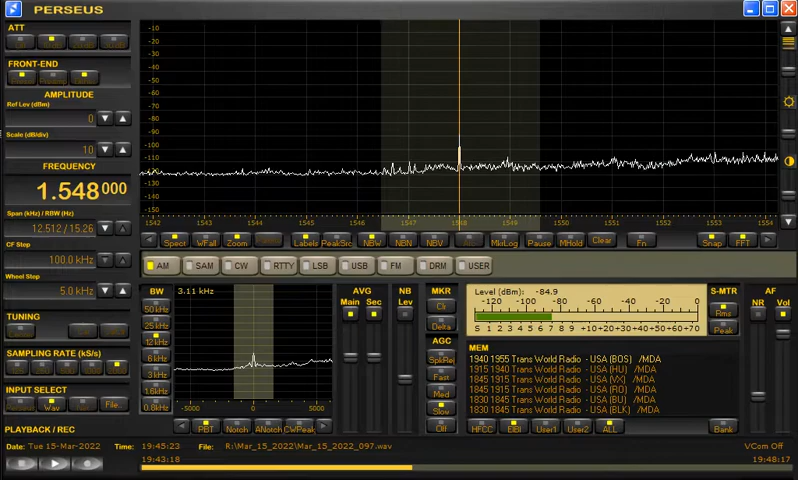 PERSEUS
ATT
FRONT-END
AMPLITUDE
Ref Lev (dBm)
0
Scale (dB/div)
10
FREQUENCY
1.548000
Span (kHz) / RBW (Hz)
12.512 / 15.26
CF Step
100.0 kHz
Wheel Step
5.0 kHz
TUNING
SAMPLING RATE (kS/s)
INPUT SELECT
Wav
File..
PLAYBACK / REC
-10
-20
-30
-40
-50
-60
-70
-80
-90
-100
-110
-120
-130
-140
-150
1542 1543 1544 1545 1546 1547 1548 1549 1550 1551 1552 1553 1554
Spect WFall Zoom Labels PeakSrc NBW NBN NBV MkrLog Pause MHold Clear Fn Snap FFT
AM SAM CW RTTY LSB USB FM DRM USER
BW
50 kHz
25 kHz
12 kHz
6 kHz
3 kHz
1.6kHz
0.6kHz
3.11 kHz
-5000 0 5000
PBT Notch ANotch CWPeak
AVG
Main Sec
NB
Lev
MKR
Clr
Delta
AGC
SpkRej
Fast
Med
Slow
Off
Level (dBm): -84.9
-120 -100 -80 -60 -40 -20 0
S 1 2 3 4 5 6 7 8 9 +10 +20 +30 +40 +50 +60 +70
S-MTR
Rms
Peak
AF
NR Vol
MEM
1940 1955 Trans World Radio - USA (BOS) /MDA
1915 1940 Trans World Radio - USA (HU) /MDA
1845 1915 Trans World Radio - USA (VX) /MDA
1845 1915 Trans World Radio - USA (RO) /MDA
1830 1845 Trans World Radio - USA (BU) /MDA
1830 1845 Trans World Radio - USA (BLK) /MDA
HFCC EIBI User1 User2 ALL Bank
Date: Tue 15-Mar-2022 Time: 19:45:23 File: R:\Mar_15_2022\Mar_15_2022_097.wav VCom Off
19:43:18 19:48:17